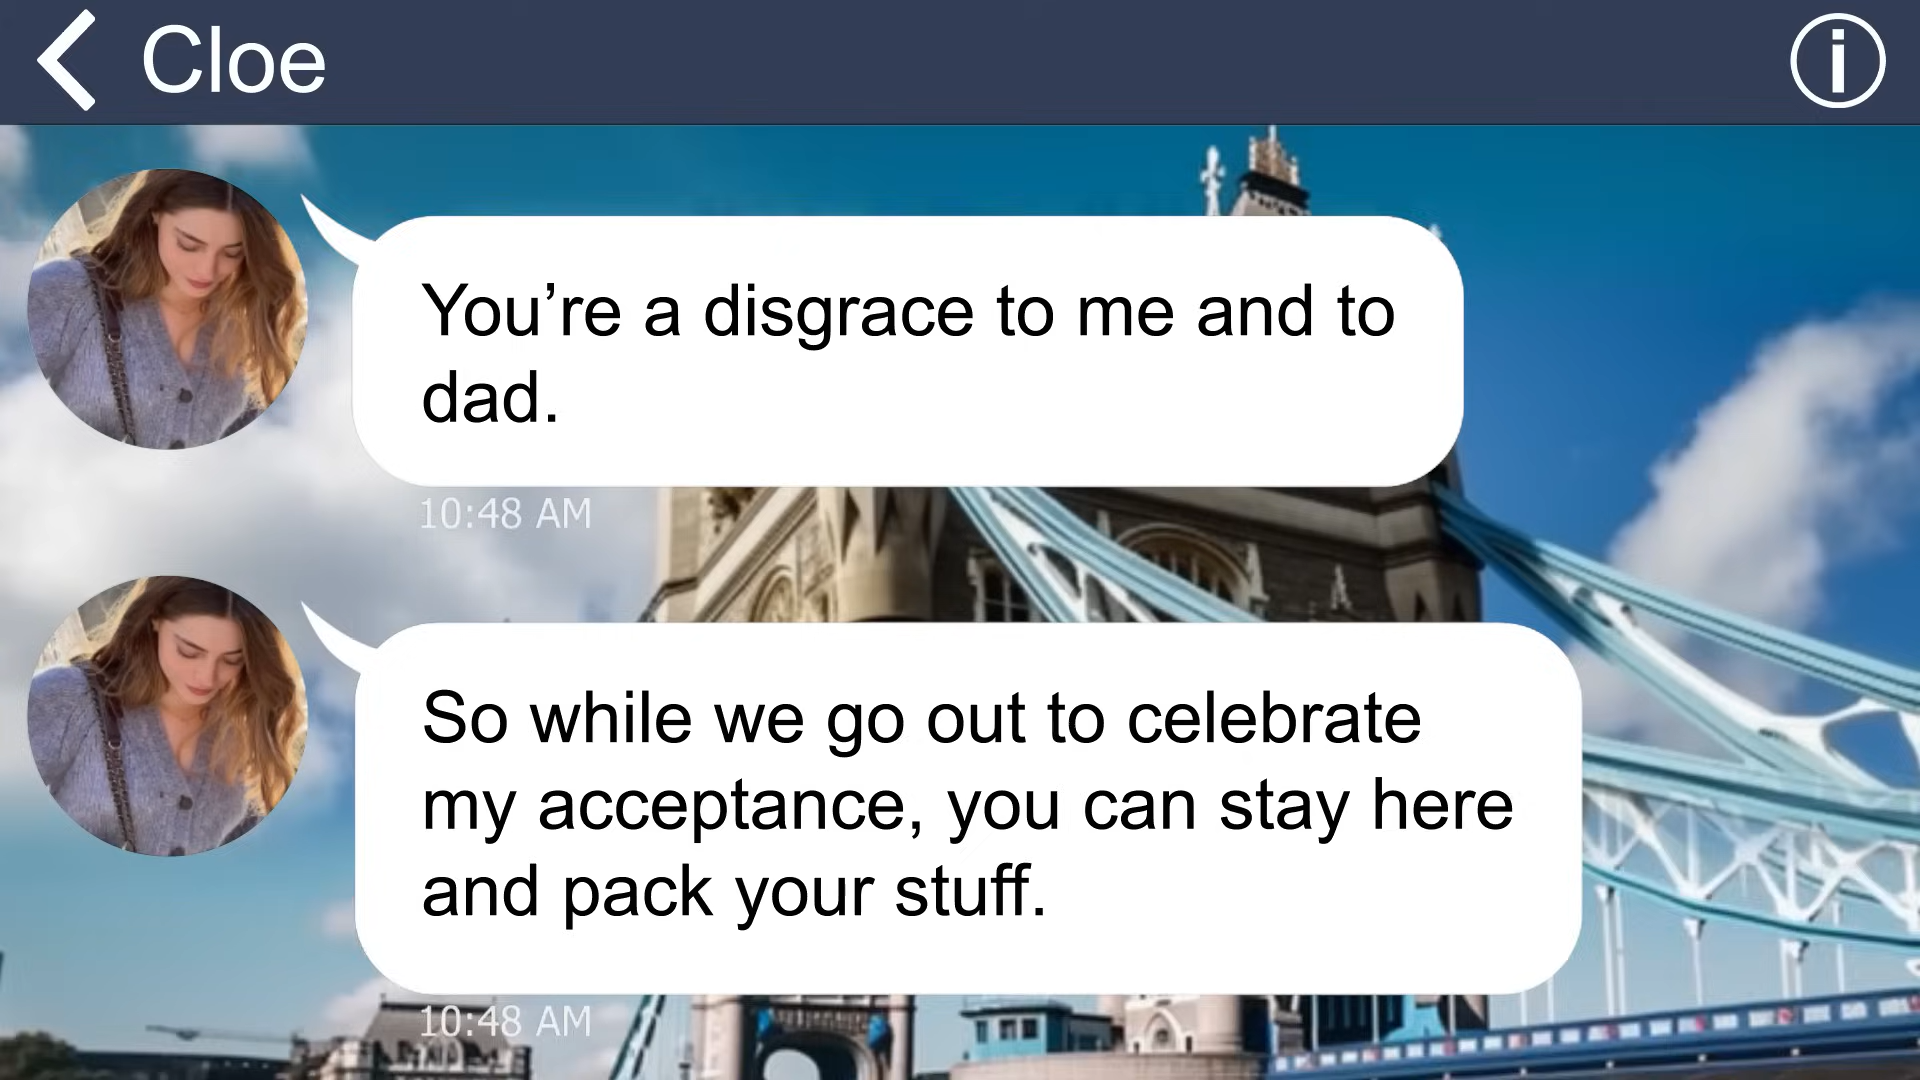 Cloe
You’re a disgrace to me and to
dad.
10:48 AM
So while we go out to celebrate
my acceptance, you can stay here
and pack your stuff.
10:48 AM